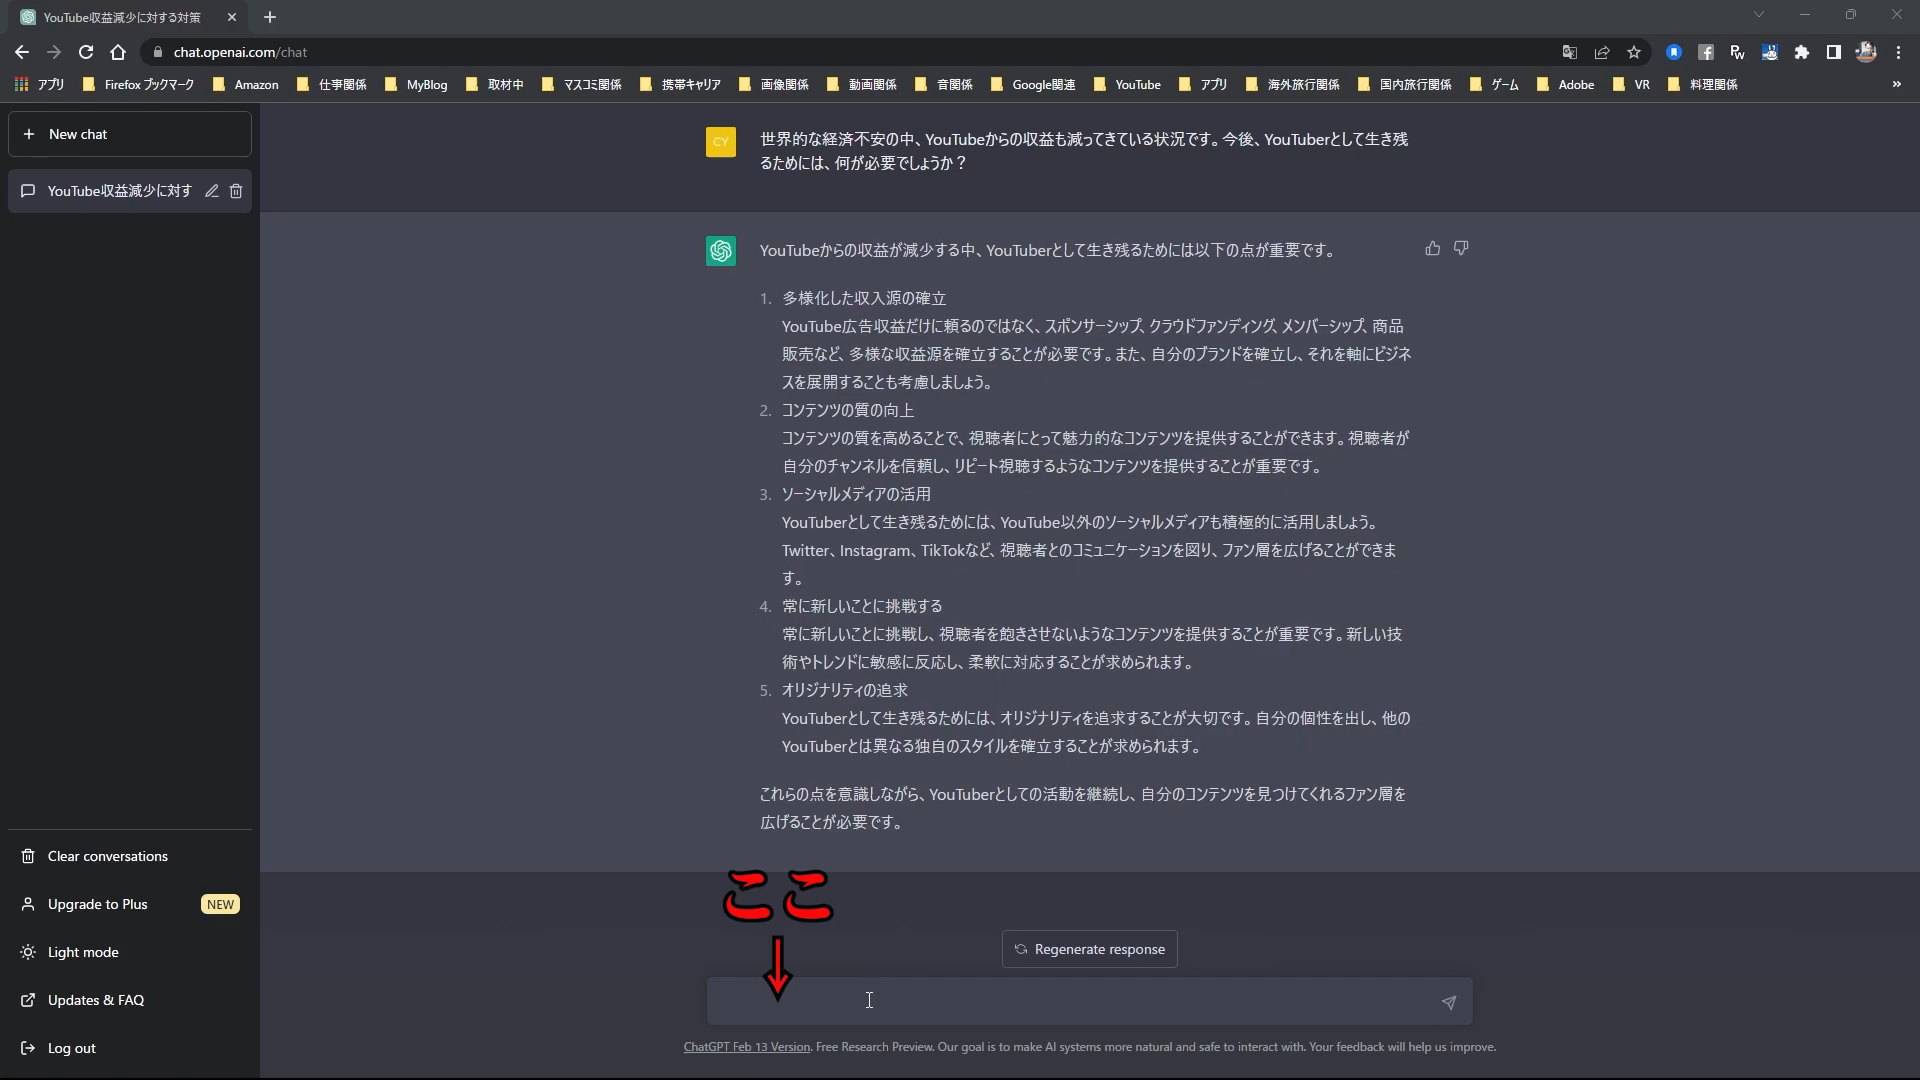 YouTube収益減少に対する対策
chat.openai.com/chat
アプリ Firefox ブックマーク Amazon 仕事関係 MyBlog 取材中 マスコミ関係 携帯キャリア 画像関係 動画関係 音関係 Google関連 YouTube アプリ 海外旅行関係 国内旅行関係 ゲーム Adobe VR 料理関係 »
New chat
YouTube収益減少に対す
CY
世界的な経済不安の中、YouTubeからの収益も減ってきている状況です。今後、YouTuberとして生き残
るためには、何が必要でしょうか？
YouTubeからの収益が減少する中、YouTuberとして生き残るためには以下の点が重要です。
1. 多様化した収入源の確立
YouTube広告収益だけに頼るのではなく、スポンサーシップ、クラウドファンディング、メンバーシップ、商品
販売など、多様な収益源を確立することが必要です。また、自分のブランドを確立し、それを軸にビジネ
スを展開することも考慮しましょう。
2. コンテンツの質の向上
コンテンツの質を高めることで、視聴者にとって魅力的なコンテンツを提供することができます。視聴者が
自分のチャンネルを信頼し、リピート視聴するようなコンテンツを提供することが重要です。
3. ソーシャルメディアの活用
YouTuberとして生き残るためには、YouTube以外のソーシャルメディアも積極的に活用しましょう。
Twitter、Instagram、TikTokなど、視聴者とのコミュニケーションを図り、ファン層を広げることができま
す。
4. 常に新しいことに挑戦する
常に新しいことに挑戦し、視聴者を飽きさせないようなコンテンツを提供することが重要です。新しい技
術やトレンドに敏感に反応し、柔軟に対応することが求められます。
5. オリジナリティの追求
YouTuberとして生き残るためには、オリジナリティを追求することが大切です。自分の個性を出し、他の
YouTuberとは異なる独自のスタイルを確立することが求められます。
これらの点を意識しながら、YouTuberとしての活動を継続し、自分のコンテンツを見つけてくれるファン層を
広げることが必要です。
ここ
Regenerate response
ChatGPT Feb 13 Version. Free Research Preview. Our goal is to make AI systems more natural and safe to interact with. Your feedback will help us improve.
Clear conversations
Upgrade to Plus NEW
Light mode
Updates & FAQ
Log out